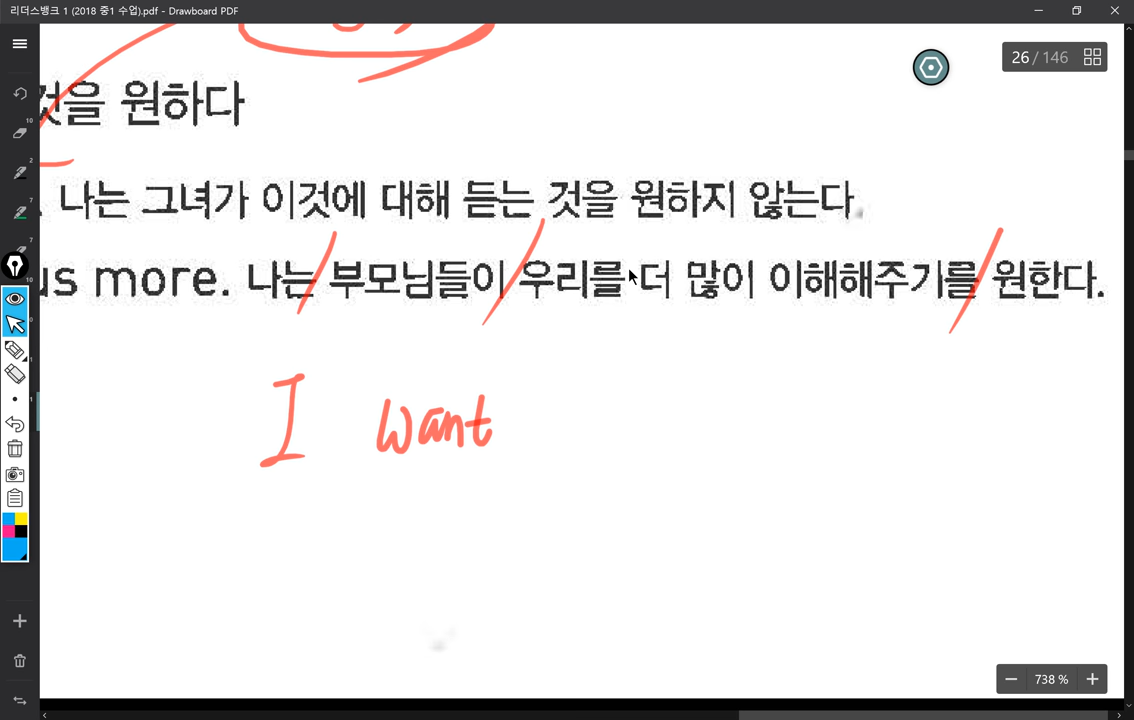 리더스뱅크 1 (2018 중1 수업).pdf - Drawboard PDF
26 / 146
것을 원하다
나는 그녀가 이것에 대해 듣는 것을 원하지 않는다.
us more. 나는 부모님들이 우리를 더 많이 이해해주기를 원한다.
I want
738 %